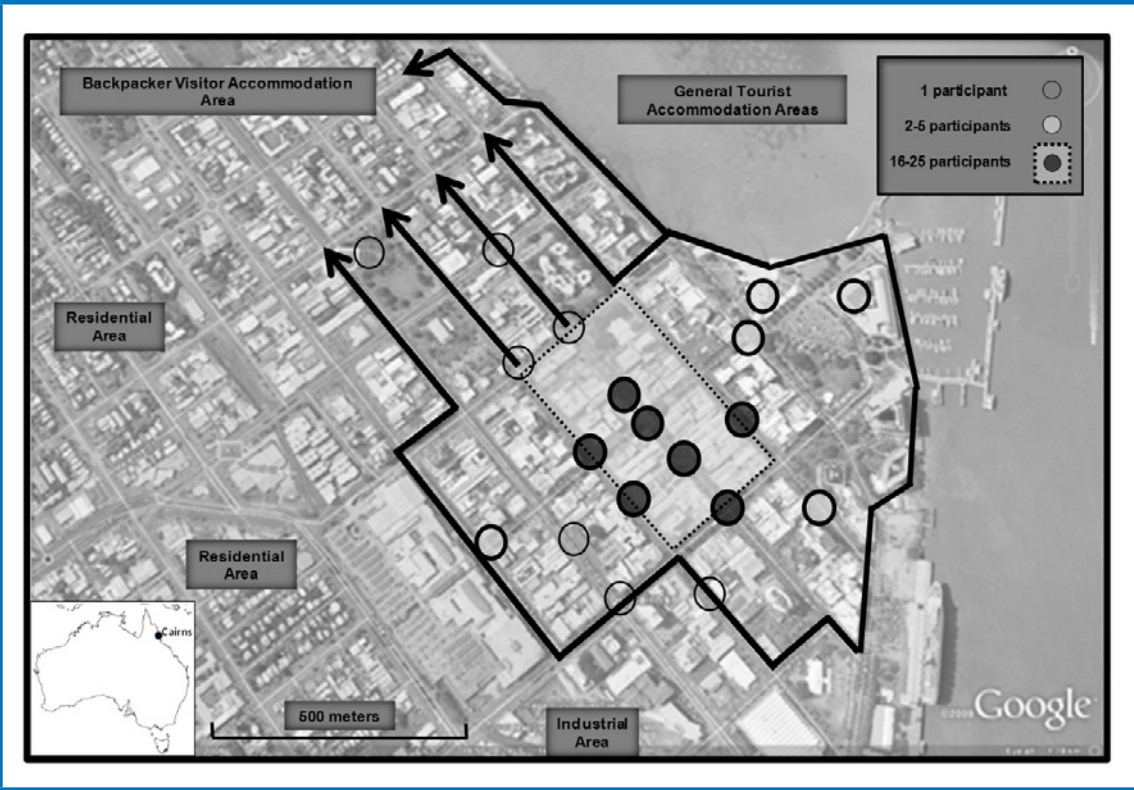 Backpacker Visitor Accommodation
Area
General Tourist
Accommodation Areas
1 participant
2-5 participants
16-25 participants
Residential
Area
Residential
Area
Cairns
500 meters
Industrial
Area
©2009 Google